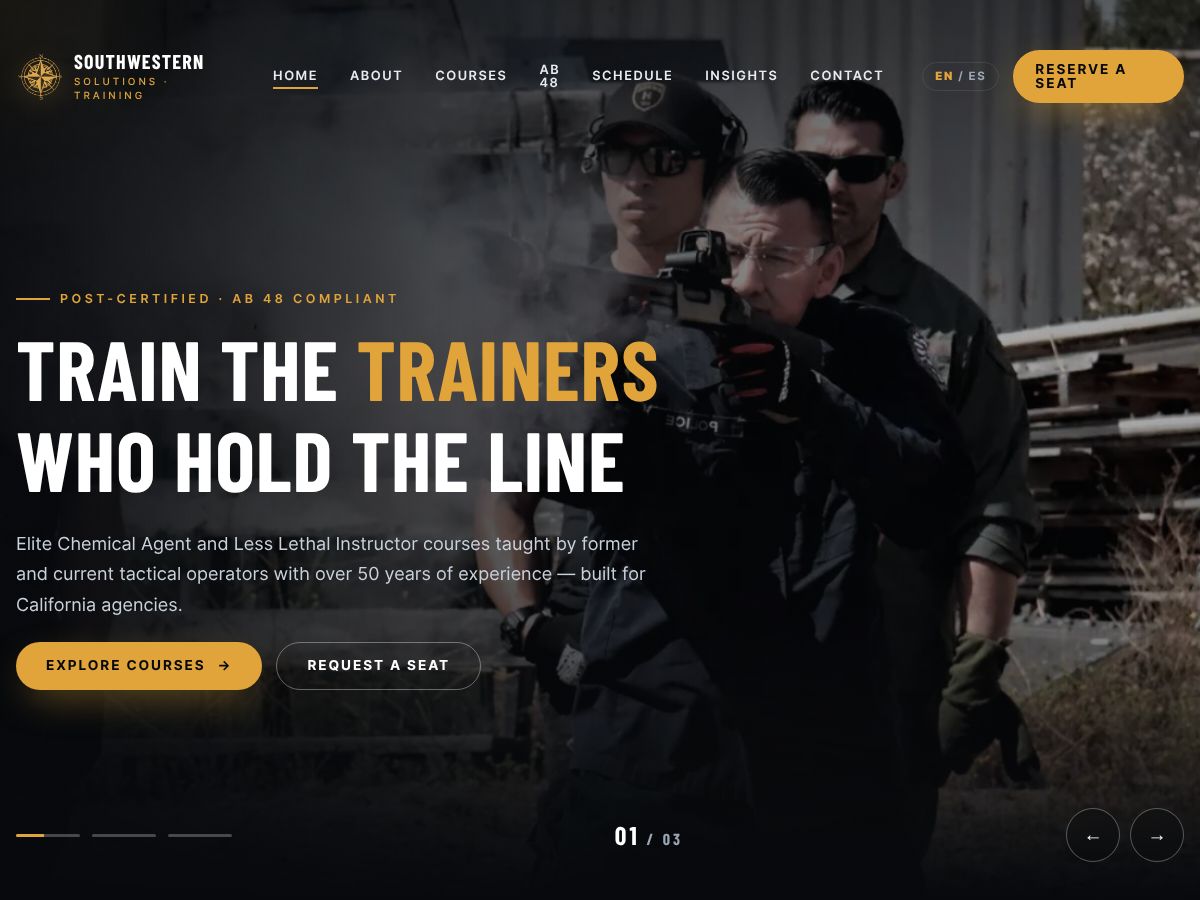 SOUTHWESTERN
SOLUTIONS ·
TRAINING
HOME
ABOUT
COURSES
AB
48
SCHEDULE
INSIGHTS
CONTACT
EN / ES
RESERVE A
SEAT
POST-CERTIFIED · AB 48 COMPLIANT
TRAIN THE TRAINERS
WHO HOLD THE LINE
POLICE
Elite Chemical Agent and Less Lethal Instructor courses taught by former
and current tactical operators with over 50 years of experience — built for
California agencies.
EXPLORE COURSES →
REQUEST A SEAT
01 / 03
← →